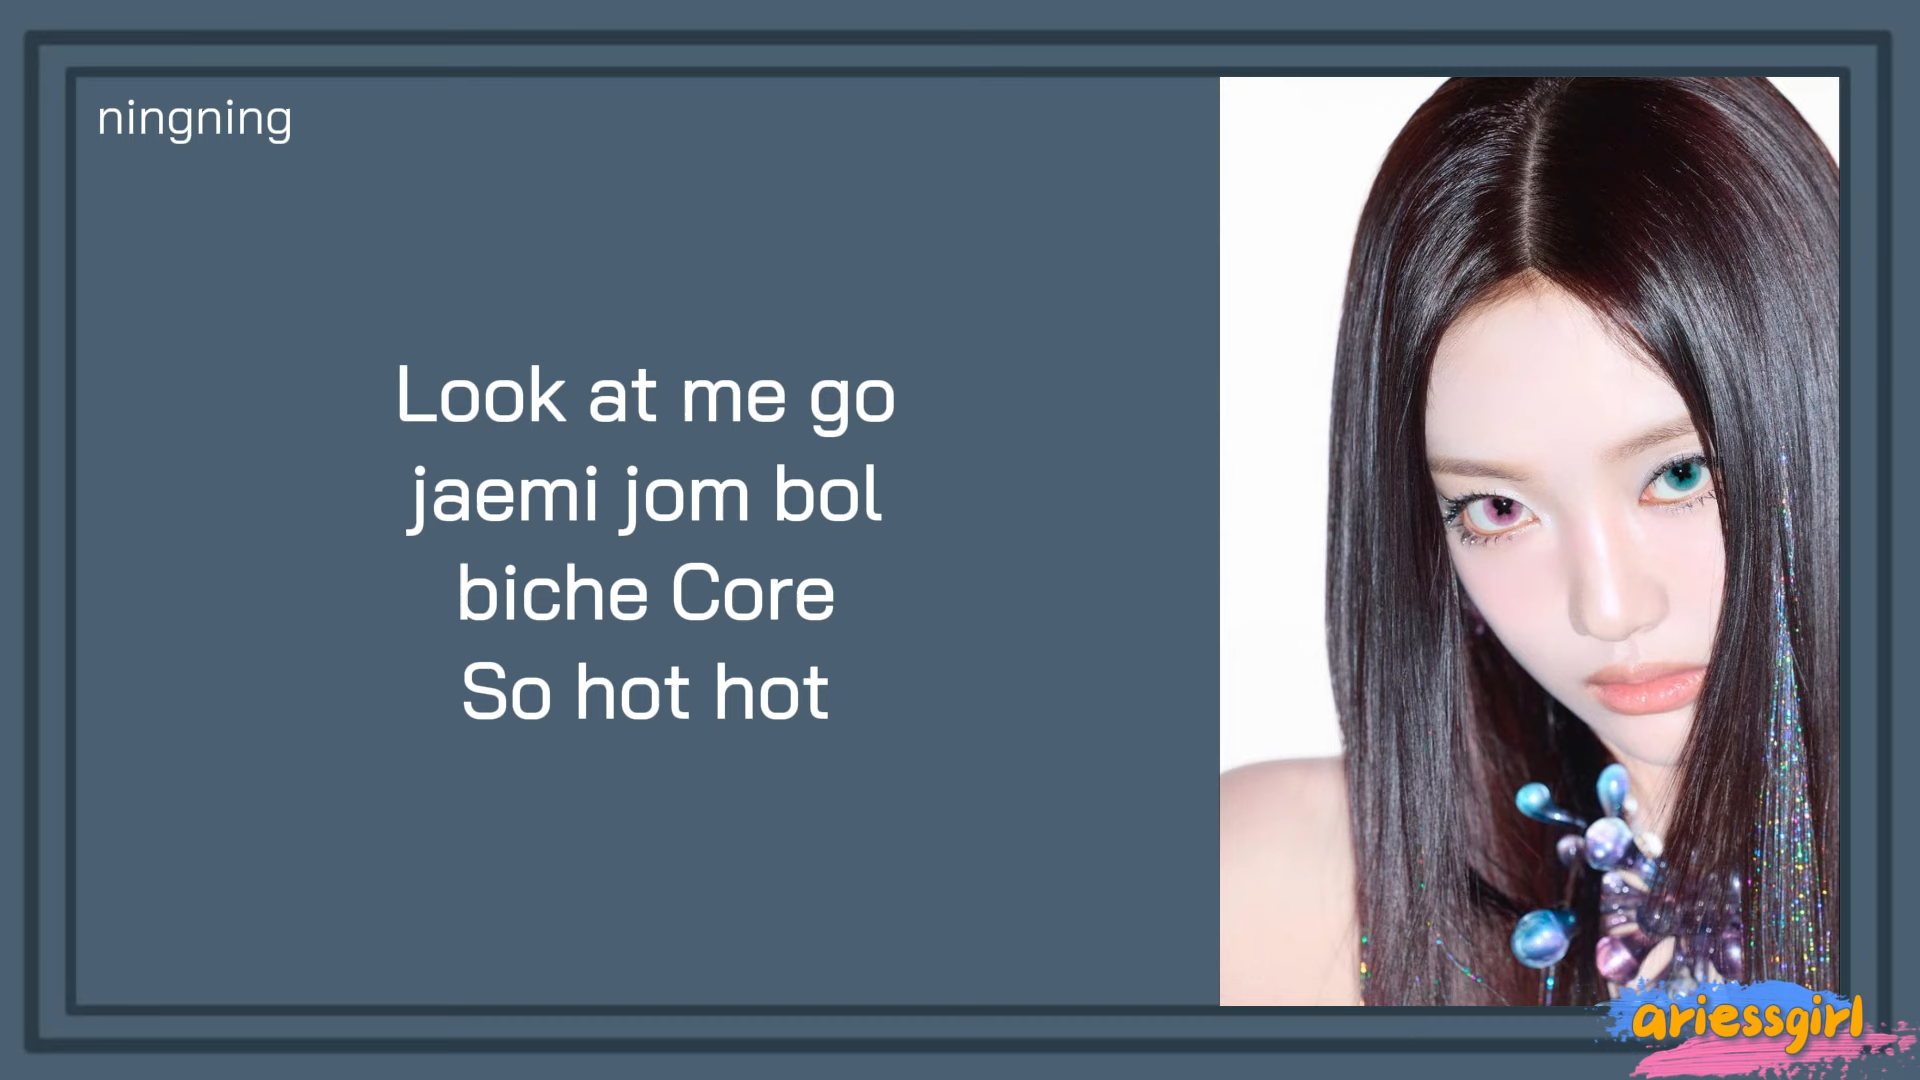 ningning
Look at me go
jaemi jom bol
biche Core
So hot hot
ariessgirl